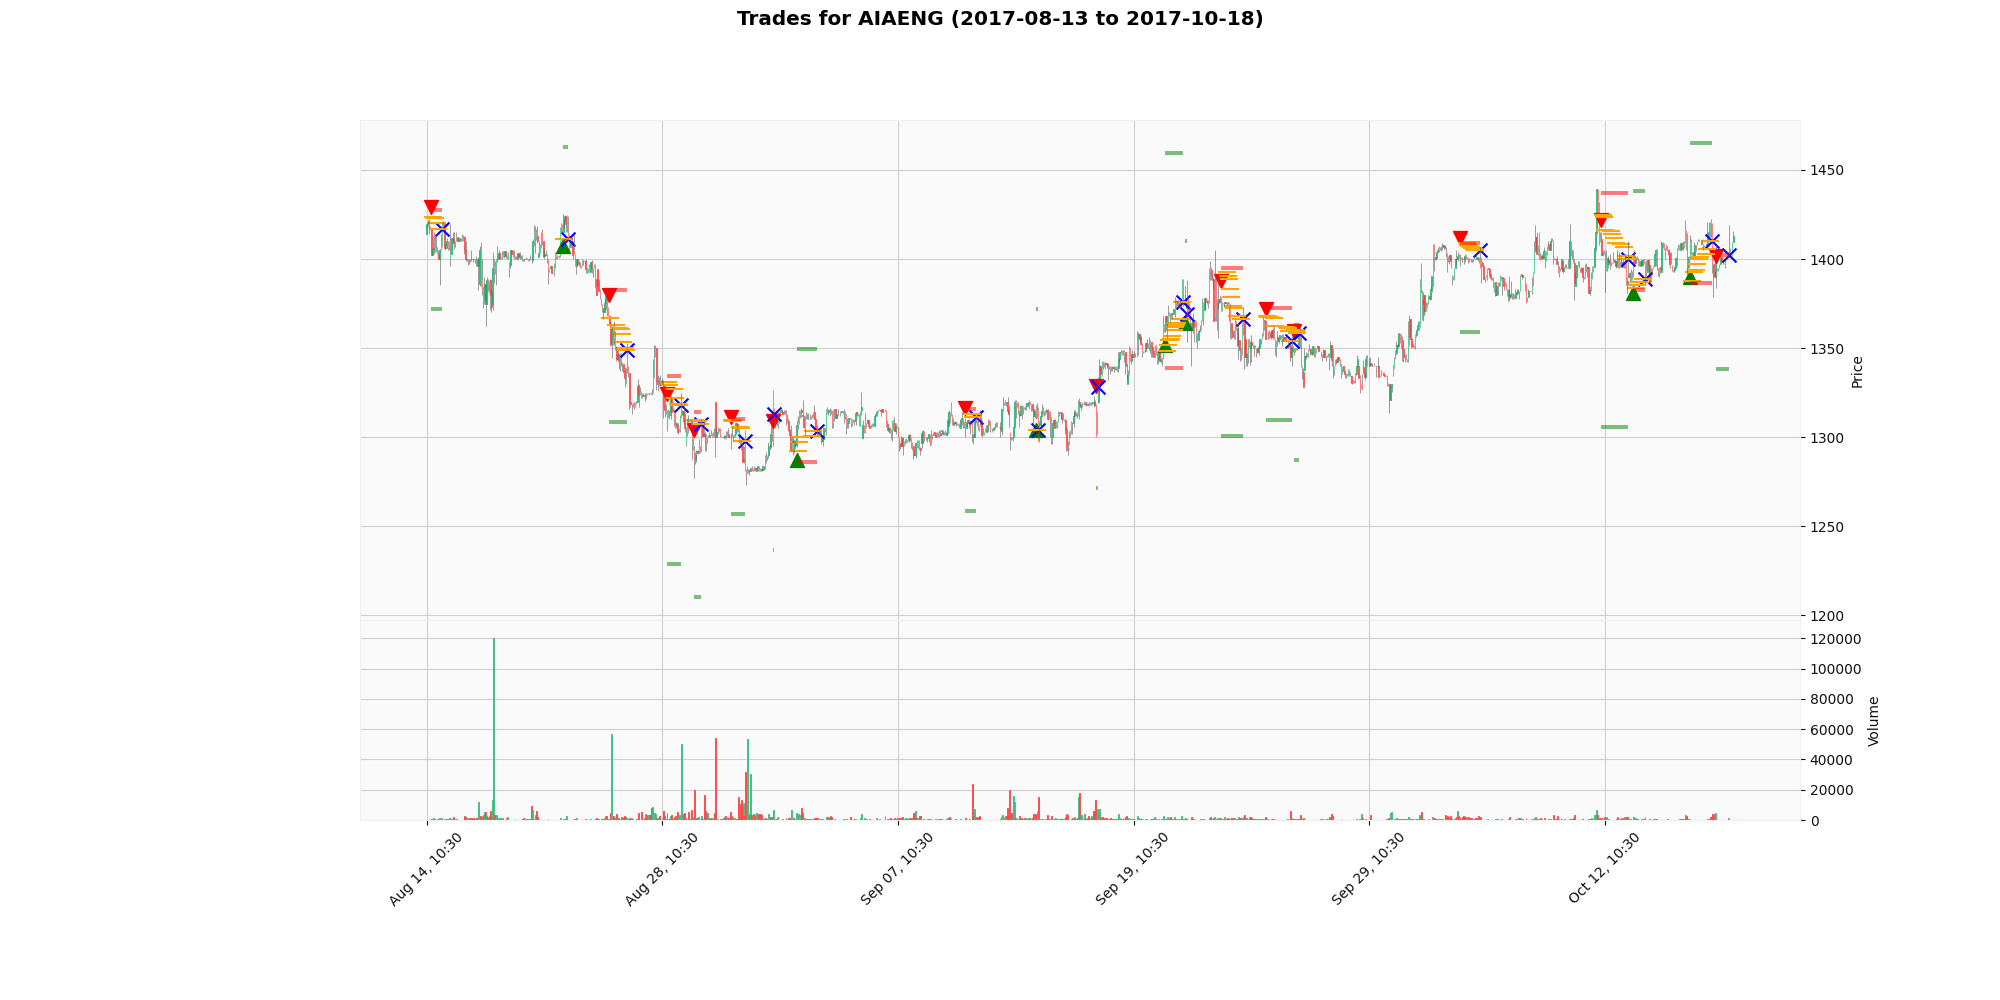 Trades for AIAENG (2017-08-13 to 2017-10-18)
1450
1400
1350
1300
1250
1200
Price
120000
100000
80000
60000
40000
20000
0
Volume
Aug 14, 10:30
Aug 28, 10:30
Sep 07, 10:30
Sep 19, 10:30
Sep 29, 10:30
Oct 12, 10:30